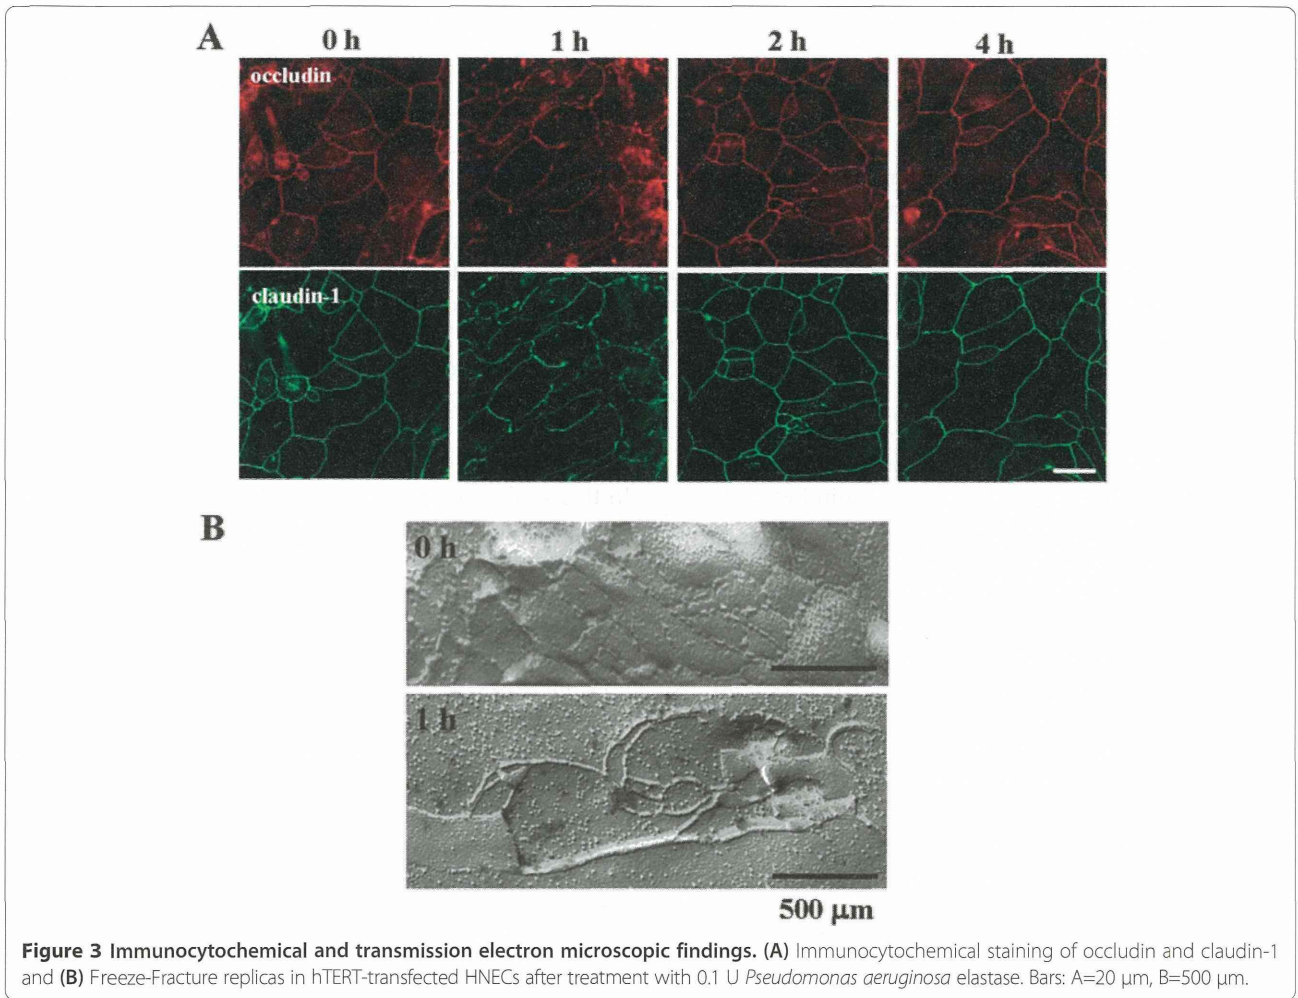 A
0 h
1 h
2 h
4 h
occludin
claudin-1
B
0 h
1 h
500 μm
Figure 3 Immunocytochemical and transmission electron microscopic findings. (A) Immunocytochemical staining of occludin and claudin-1
and (B) Freeze-Fracture replicas in hTERT-transfected HNECs after treatment with 0.1 U Pseudomonas aeruginosa elastase. Bars: A=20 μm, B=500 μm.